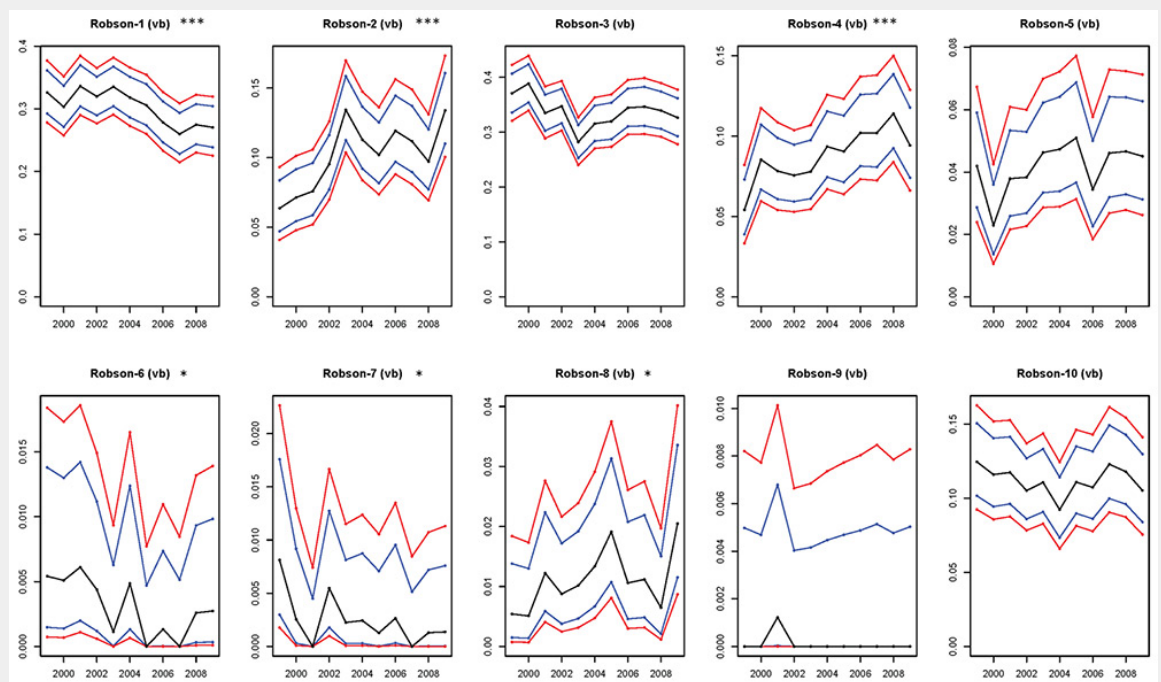 Robson-1 (vb) ***
Robson-2 (vb) ***
Robson-3 (vb)
Robson-4 (vb) ***
Robson-5 (vb)
0.4
0.3
0.2
0.1
0.0
0.15
0.10
0.05
0.00
0.4
0.3
0.2
0.1
0.0
0.15
0.10
0.05
0.00
0.08
0.06
0.04
0.02
0.00
2000 2002 2004 2006 2008
2000 2002 2004 2006 2008
2000 2002 2004 2006 2008
2000 2002 2004 2006 2008
2000 2002 2004 2006 2008
Robson-6 (vb) *
Robson-7 (vb) *
Robson-8 (vb) *
Robson-9 (vb)
Robson-10 (vb)
0.015
0.010
0.005
0.000
0.020
0.015
0.010
0.005
0.000
0.04
0.03
0.02
0.01
0.00
0.010
0.008
0.006
0.004
0.002
0.000
0.15
0.10
0.05
0.00
2000 2002 2004 2006 2008
2000 2002 2004 2006 2008
2000 2002 2004 2006 2008
2000 2002 2004 2006 2008
2000 2002 2004 2006 2008